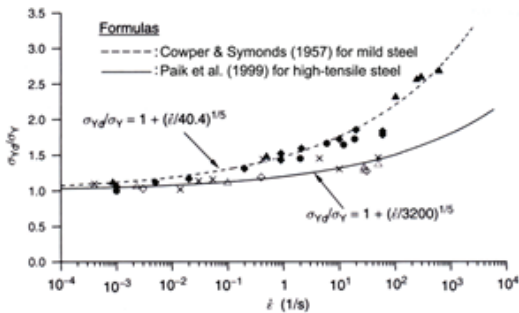 3.5
Formulas
3.0
----- : Cowper & Symonds (1957) for mild steel
——— : Paik et al. (1999) for high-tensile steel
2.5
σYd/σY = 1 + (ε̇/40.4)^1/5
2.0
σYd/σY
1.5
1.0
σYd/σY = 1 + (ε̇/3200)^1/5
0.5
0.0
10^-4 10^-3 10^-2 10^-1 1 10^1 10^2 10^3 10^4
ε̇ (1/s)